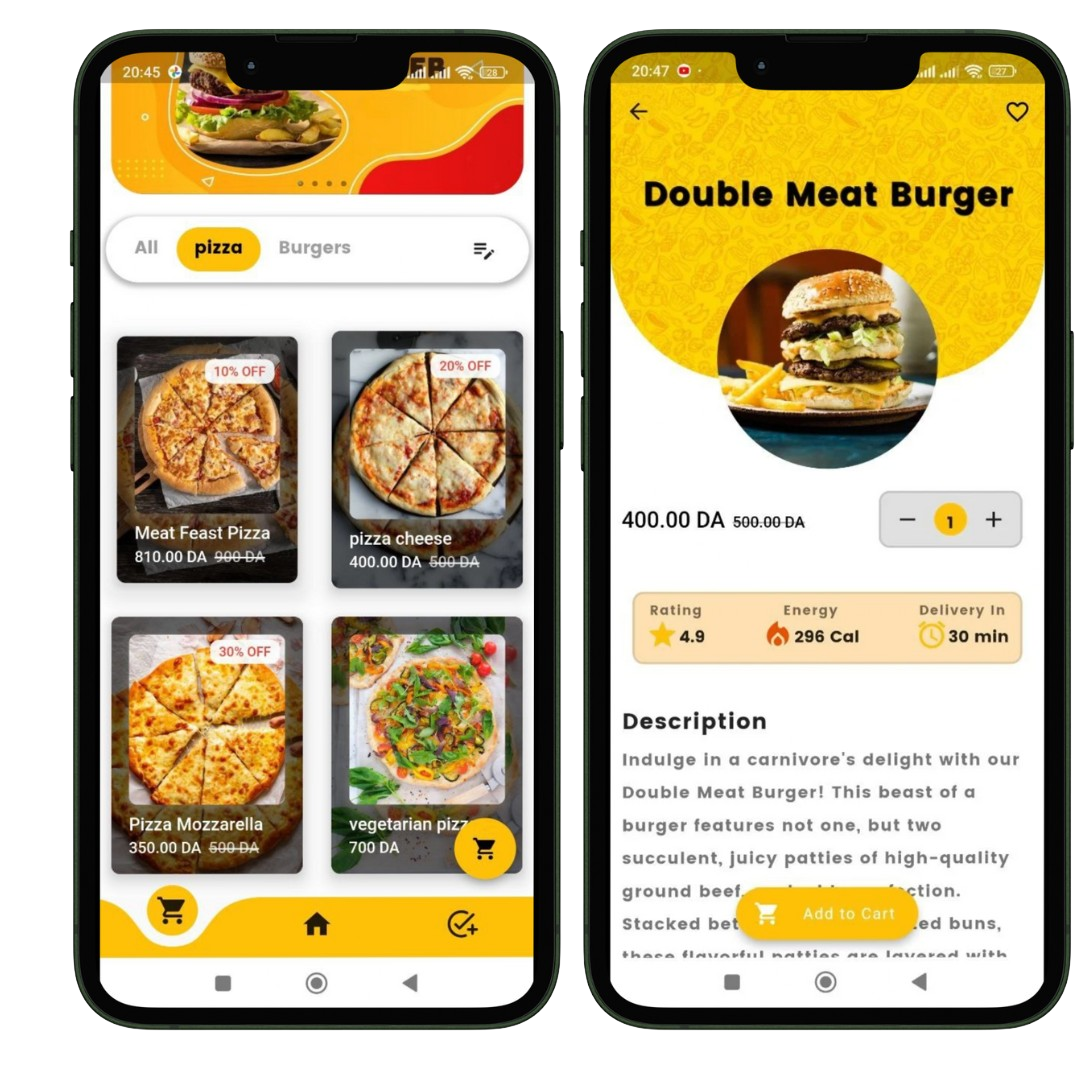 20:45
28
All pizza Burgers
10% OFF
Meat Feast Pizza
810.00 DA 900 DA
20% OFF
pizza cheese
400.00 DA 500 DA
30% OFF
Pizza Mozzarella
350.00 DA 500 DA
vegetarian pizz
700 DA
20:47
27
Double Meat Burger
400.00 DA 500.00 DA
− 1 +
Rating Energy Delivery In
4.9 296 Cal 30 min
Description
Indulge in a carnivore's delight with our
Double Meat Burger! This beast of a
burger features not one, but two
succulent, juicy patties of high-quality
ground beef
Stacked bet
buns,
these flavorful patties are layered with
Add to Cart